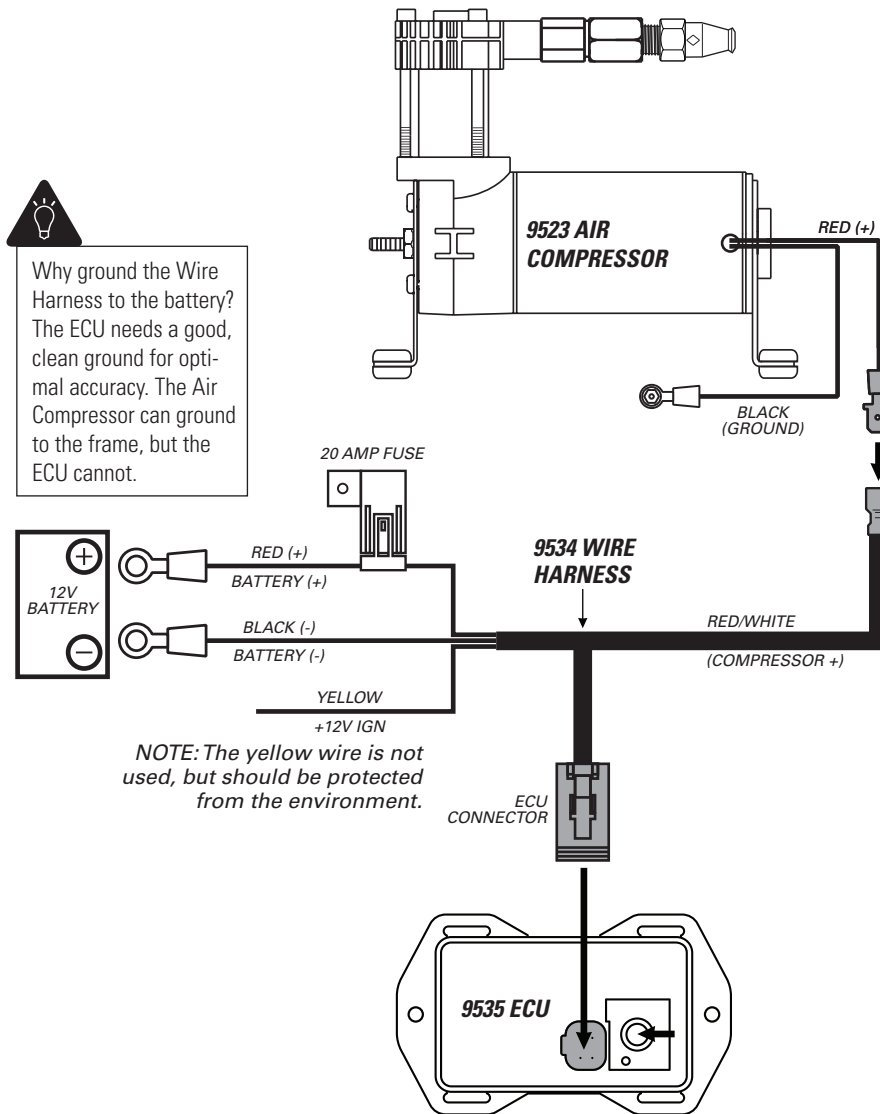 9523 AIR
COMPRESSOR
RED (+)
BLACK
(GROUND)
Why ground the Wire
Harness to the battery?
The ECU needs a good,
clean ground for opti-
mal accuracy. The Air
Compressor can ground
to the frame, but the
ECU cannot.
20 AMP FUSE
12V
BATTERY
RED (+)
BATTERY (+)
BLACK (-)
BATTERY (-)
YELLOW
+12V IGN
NOTE: The yellow wire is not
used, but should be protected
from the environment.
9534 WIRE
HARNESS
RED/WHITE
(COMPRESSOR +)
ECU
CONNECTOR
9535 ECU